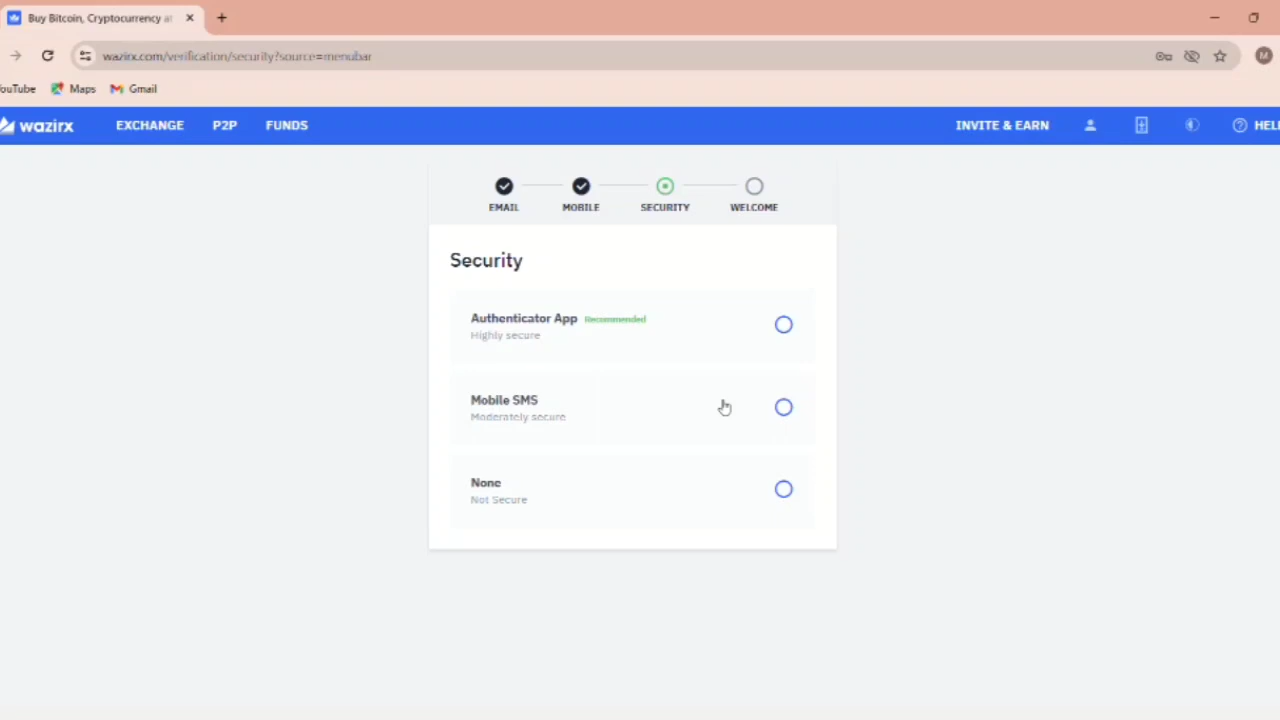 Buy Bitcoin, Cryptocurrency at
wazirx.com/verification/security?source=menubar
M
ouTube Maps Gmail
wazirx EXCHANGE P2P FUNDS INVITE & EARN HEL
EMAIL MOBILE SECURITY WELCOME
Security
Authenticator App Recommended
Highly secure
Mobile SMS
Moderately secure
None
Not Secure